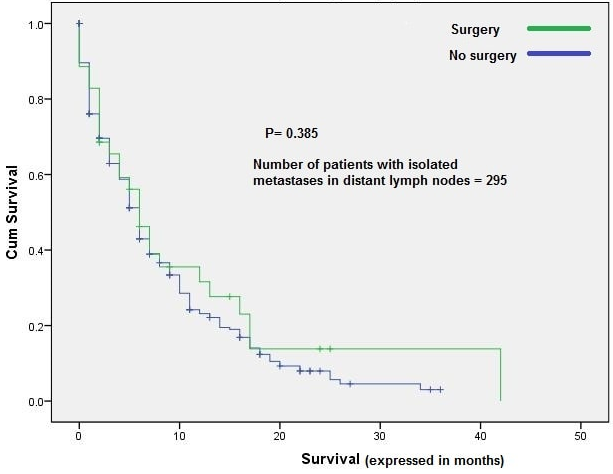 Surgery
No surgery
P= 0.385
Number of patients with isolated
metastases in distant lymph nodes = 295
Cum Survival
1.0
0.8
0.6
0.4
0.2
0.0
0 10 20 30 40 50
Survival (expressed in months)